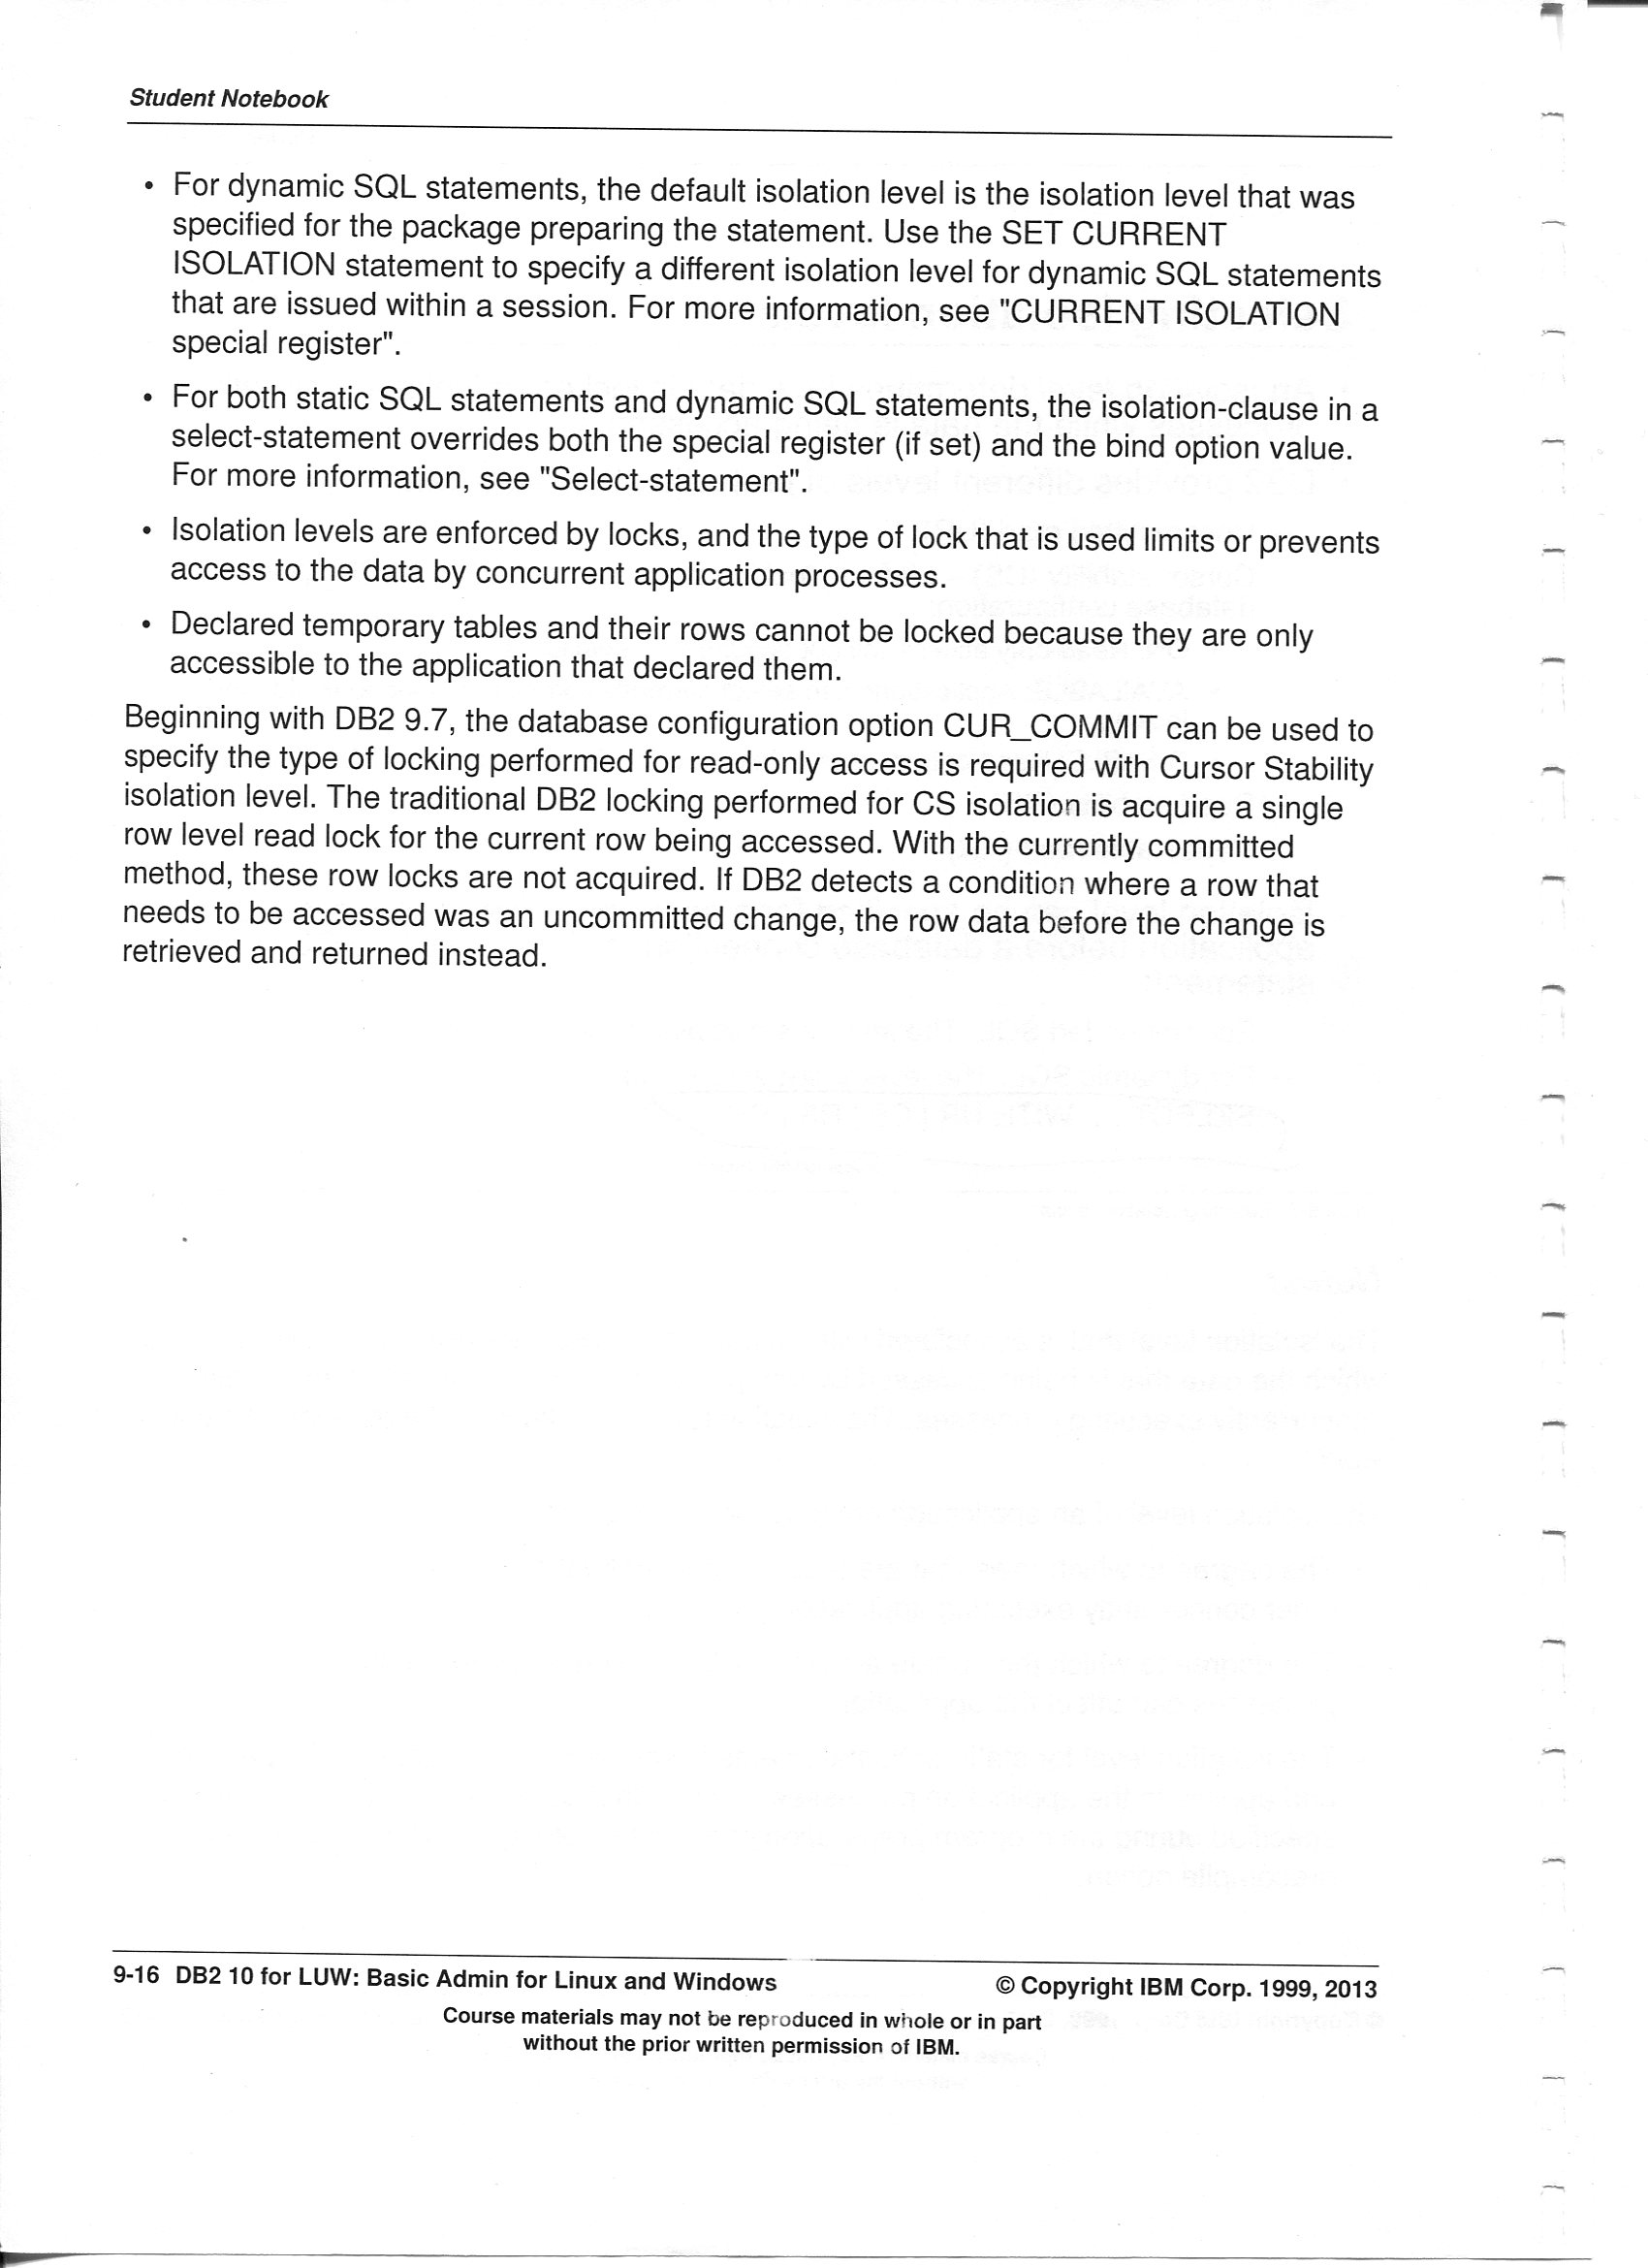 Student Notebook
• For dynamic SQL statements, the default isolation level is the isolation level that was
specified for the package preparing the statement. Use the SET CURRENT
ISOLATION statement to specify a different isolation level for dynamic SQL statements
that are issued within a session. For more information, see "CURRENT ISOLATION
special register".
• For both static SQL statements and dynamic SQL statements, the isolation-clause in a
select-statement overrides both the special register (if set) and the bind option value.
For more information, see "Select-statement".
• Isolation levels are enforced by locks, and the type of lock that is used limits or prevents
access to the data by concurrent application processes.
• Declared temporary tables and their rows cannot be locked because they are only
accessible to the application that declared them.
Beginning with DB2 9.7, the database configuration option CUR_COMMIT can be used to
specify the type of locking performed for read-only access is required with Cursor Stability
isolation level. The traditional DB2 locking performed for CS isolation is acquire a single
row level read lock for the current row being accessed. With the currently committed
method, these row locks are not acquired. If DB2 detects a condition where a row that
needs to be accessed was an uncommitted change, the row data before the change is
retrieved and returned instead.
9-16 DB2 10 for LUW: Basic Admin for Linux and Windows © Copyright IBM Corp. 1999, 2013
Course materials may not be reproduced in whole or in part
without the prior written permission of IBM.